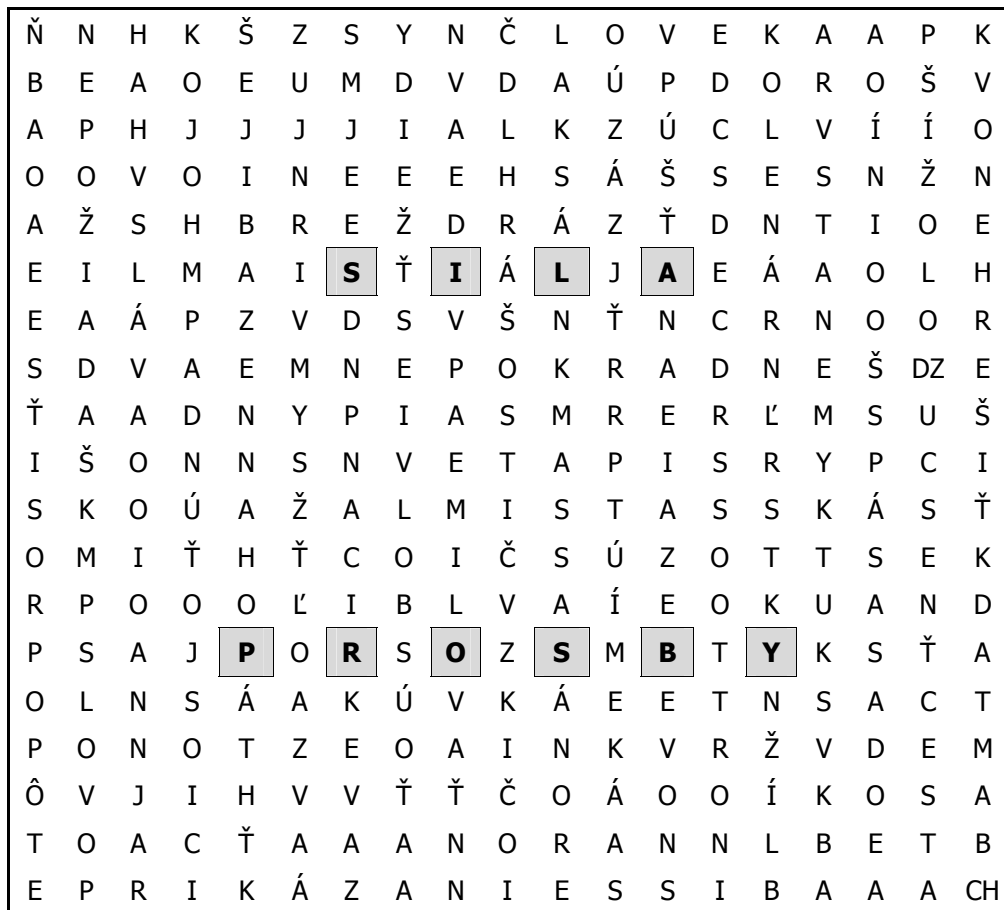 Ň N H K Š Z S Y N Č L O V E K A A P K
B E A O E U M D V D A Ú P D O R O Š V
A P H J J J J I A L K Z Ú C L V Í Í O
O O V O I N E E E H S Á Š S E S N Ž N
A Ž S H B R E Ž D R Á Z Ť D N T I O E
E I L M A I S Ť I Á L J A E Á A O L H
E A Á P Z V D S V Š N Ť N C R N O O R
S D V A E M N E P O K R A D N E Š DZ E
Ť A A D N Y P I A S M R E R Ľ M S U Š
I Š O N N S N V E T A P I S R Y P C I
S K O Ú A Ž A L M I S T A S S K Á S Ť
O M I Ť H Ť C O I Č S Ú Z O T T S E K
R P O O O Ľ I B L V A Í E O K U A N D
P S A J P O R S O Z S M B T Y K S Ť A
O L N S Á A K Ú V K Á E E T N S A C T
P O N O T Z E O A I N K V R Ž V D E M
Ô V J I H V V Ť Ť Č O Á O O Í K O S A
T O A C Ť A A A N O R A N N L B E T B
E P R I K Á Z A N I E S S I B A A A CH